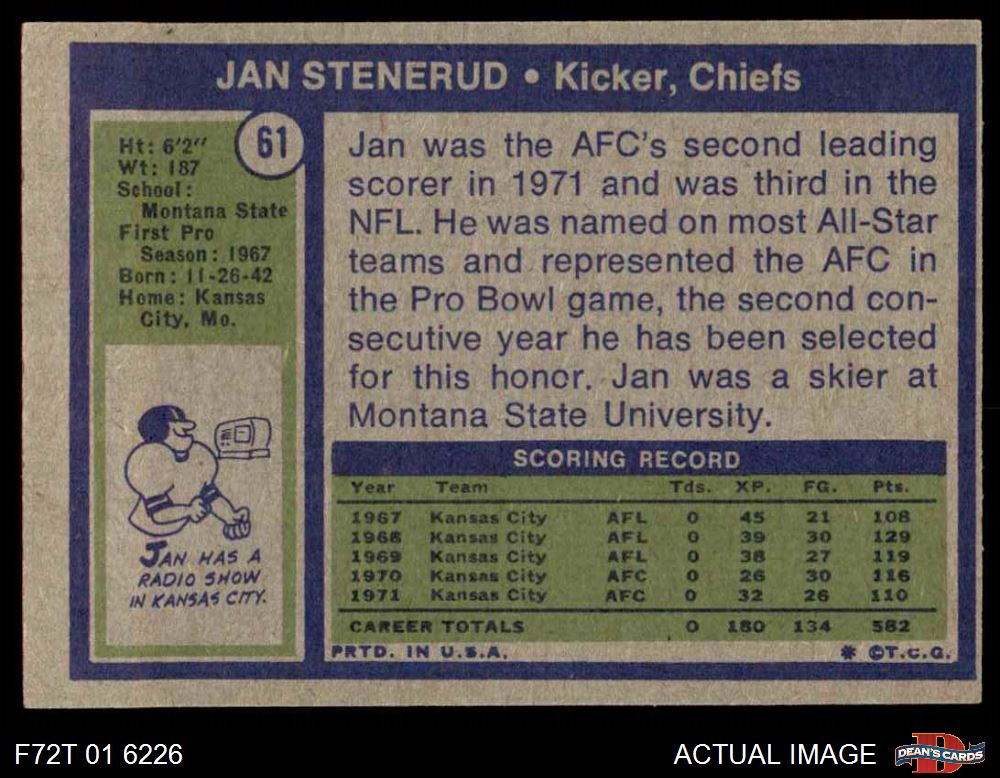 JAN STENERUD • Kicker, Chiefs
61
Ht: 6'2"
Wt: 187
School:
Montana State
First Pro
Season: 1967
Born: 11-26-42
Home: Kansas
City, Mo.
JAN HAS A
RADIO SHOW
IN KANSAS CITY.
Jan was the AFC's second leading
scorer in 1971 and was third in the
NFL. He was named on most All-Star
teams and represented the AFC in
the Pro Bowl game, the second con-
secutive year he has been selected
for this honor. Jan was a skier at
Montana State University.
SCORING RECORD
Year Team Tds. XP. FG. Pts.
1967 Kansas City AFL 0 45 21 108
1968 Kansas City AFL 0 39 30 129
1969 Kansas City AFL 0 38 27 119
1970 Kansas City AFC 0 26 30 116
1971 Kansas City AFC 0 32 26 110
CAREER TOTALS 0 180 134 582
PRTD. IN U.S.A. * ©T.C.G.
F72T 01 6226 ACTUAL IMAGE DEAN'S CARDS